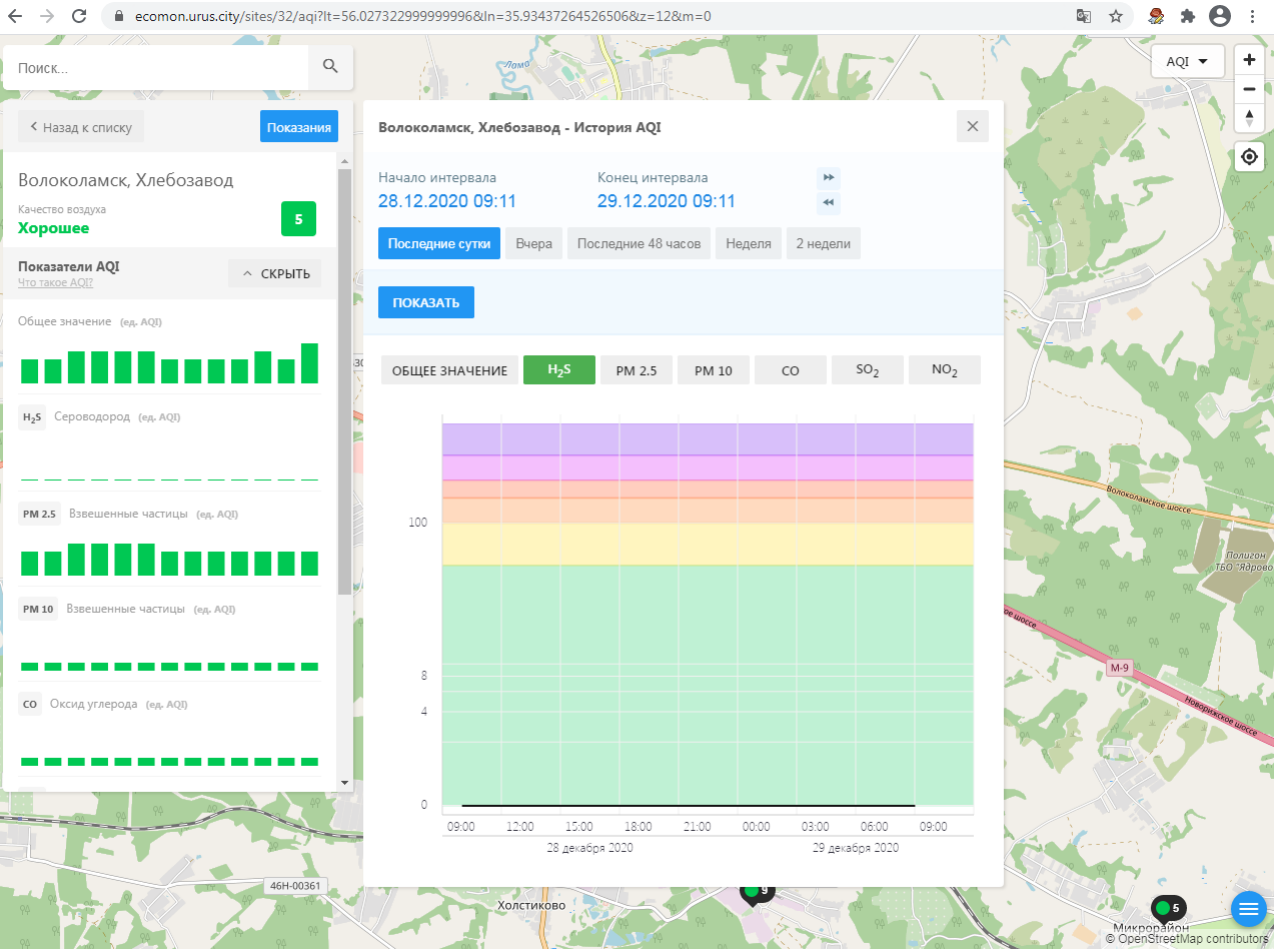 ecomon.urus.city/sites/32/aqi?lt=56.027322999999996&ln=35.93437264526506&z=12&m=0
Поиск...
AQI
Назад к списку
Показания
Волоколамск, Хлебозавод
Качество воздуха
Хорошее
5
Показатели AQI
Что такое AQI?
СКРЫТЬ
Общее значение (ед. AQI)
H2S Сероводород (ед. AQI)
PM 2.5 Взвешенные частицы (ед. AQI)
PM 10 Взвешенные частицы (ед. AQI)
CO Оксид углерода (ед. AQI)
Волоколамск, Хлебозавод - История AQI
Начало интервала
28.12.2020 09:11
Конец интервала
29.12.2020 09:11
Последние сутки
Вчера
Последние 48 часов
Неделя
2 недели
ПОКАЗАТЬ
ОБЩЕЕ ЗНАЧЕНИЕ
H2S
PM 2.5
PM 10
CO
SO2
NO2
100
8
4
0
09:00 12:00 15:00 18:00 21:00 00:00 03:00 06:00 09:00
28 декабря 2020 29 декабря 2020
Ломо
Волоколамское шоссе
Полигон
ТБО "Ядрово
ое шоссе
М-9
Новорижское шоссе
46Н-00361
Холстиково
9
5
Микрорайон
© OpenStreetMap contributors